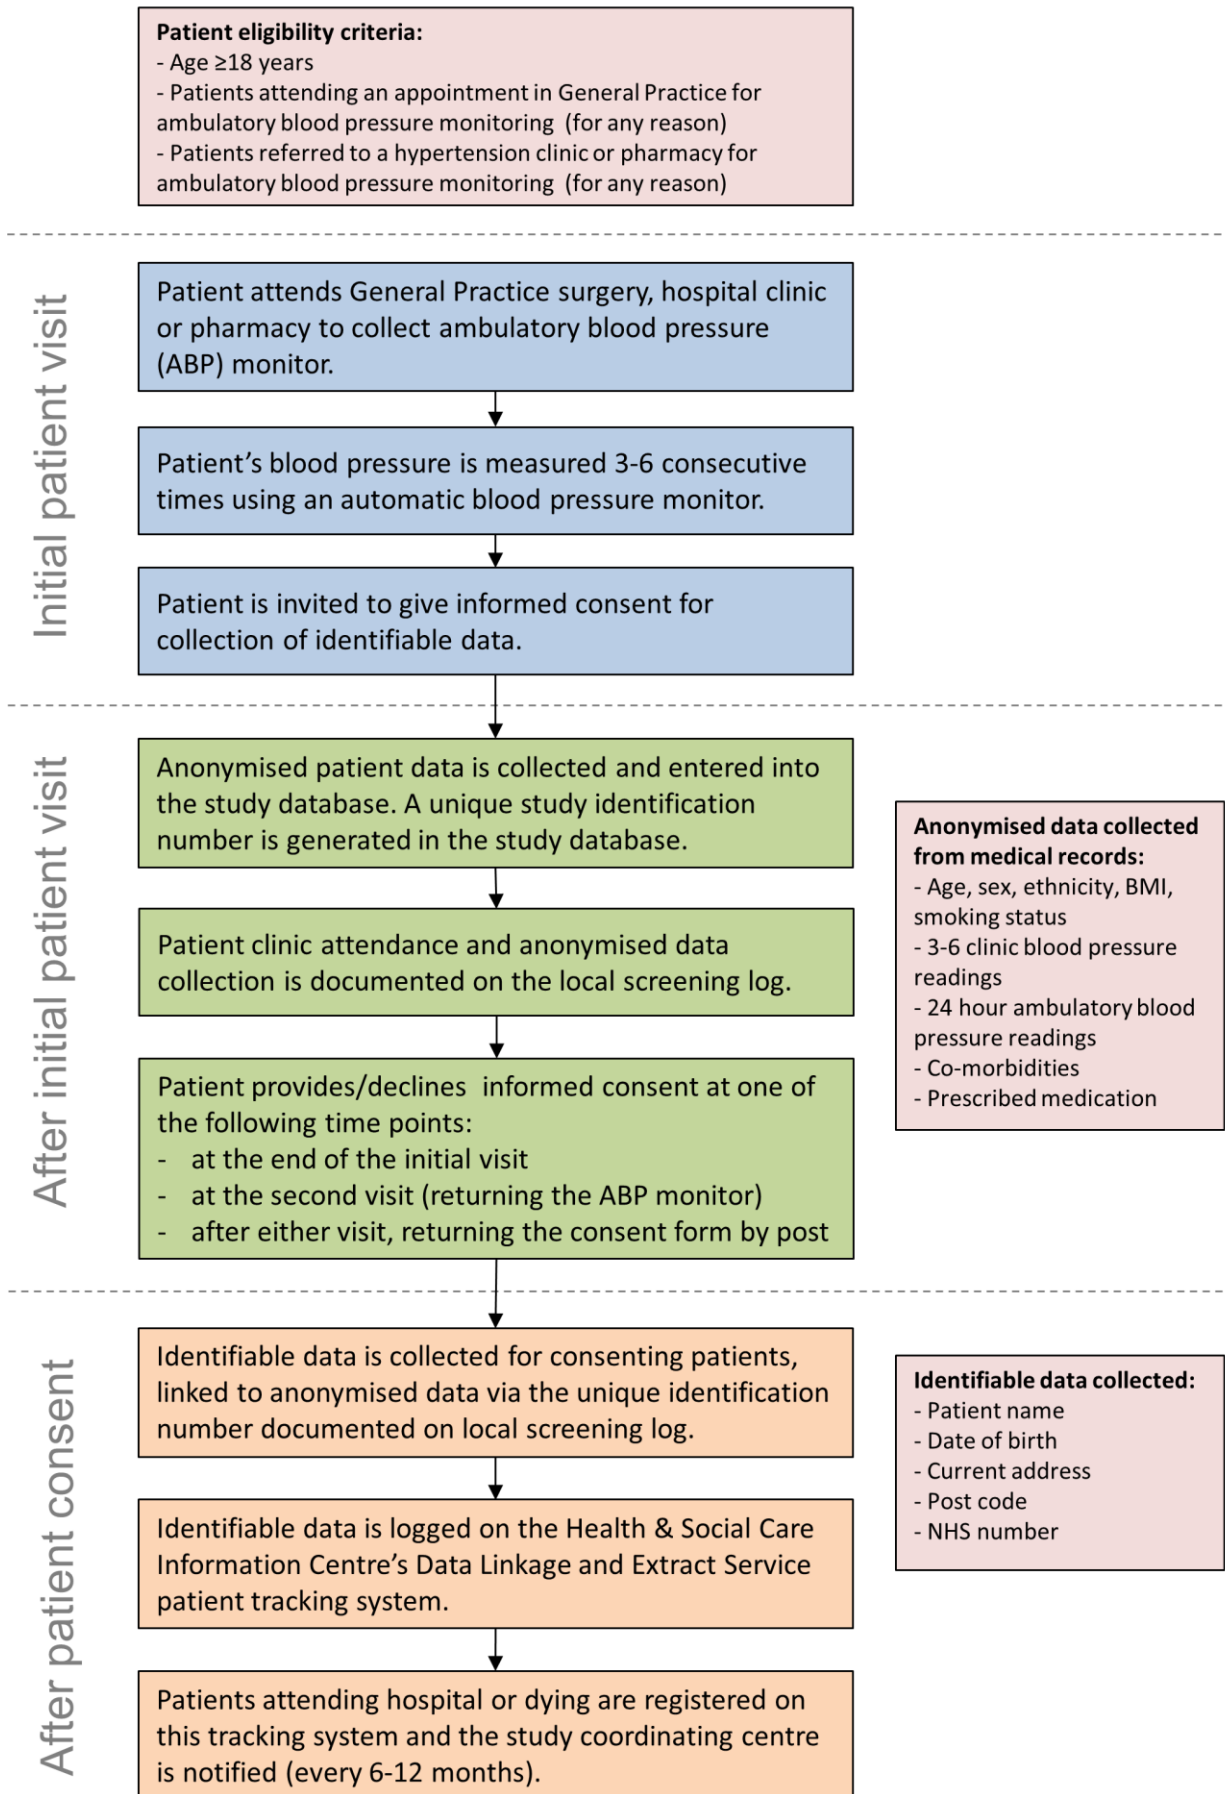 Patient eligibility criteria:
- Age ≥18 years
- Patients attending an appointment in General Practice for
ambulatory blood pressure monitoring (for any reason)
- Patients referred to a hypertension clinic or pharmacy for
ambulatory blood pressure monitoring (for any reason)
Initial patient visit
Patient attends General Practice surgery, hospital clinic
or pharmacy to collect ambulatory blood pressure
(ABP) monitor.
Patient's blood pressure is measured 3-6 consecutive
times using an automatic blood pressure monitor.
Patient is invited to give informed consent for
collection of identifiable data.
After initial patient visit
Anonymised patient data is collected and entered into
the study database. A unique study identification
number is generated in the study database.
Patient clinic attendance and anonymised data
collection is documented on the local screening log.
Patient provides/declines informed consent at one of
the following time points:
- at the end of the initial visit
- at the second visit (returning the ABP monitor)
- after either visit, returning the consent form by post
Anonymised data collected
from medical records:
- Age, sex, ethnicity, BMI,
smoking status
- 3-6 clinic blood pressure
readings
- 24 hour ambulatory blood
pressure readings
- Co-morbidities
- Prescribed medication
After patient consent
Identifiable data is collected for consenting patients,
linked to anonymised data via the unique identification
number documented on local screening log.
Identifiable data is logged on the Health & Social Care
Information Centre's Data Linkage and Extract Service
patient tracking system.
Patients attending hospital or dying are registered on
this tracking system and the study coordinating centre
is notified (every 6-12 months).
Identifiable data collected:
- Patient name
- Date of birth
- Current address
- Post code
- NHS number